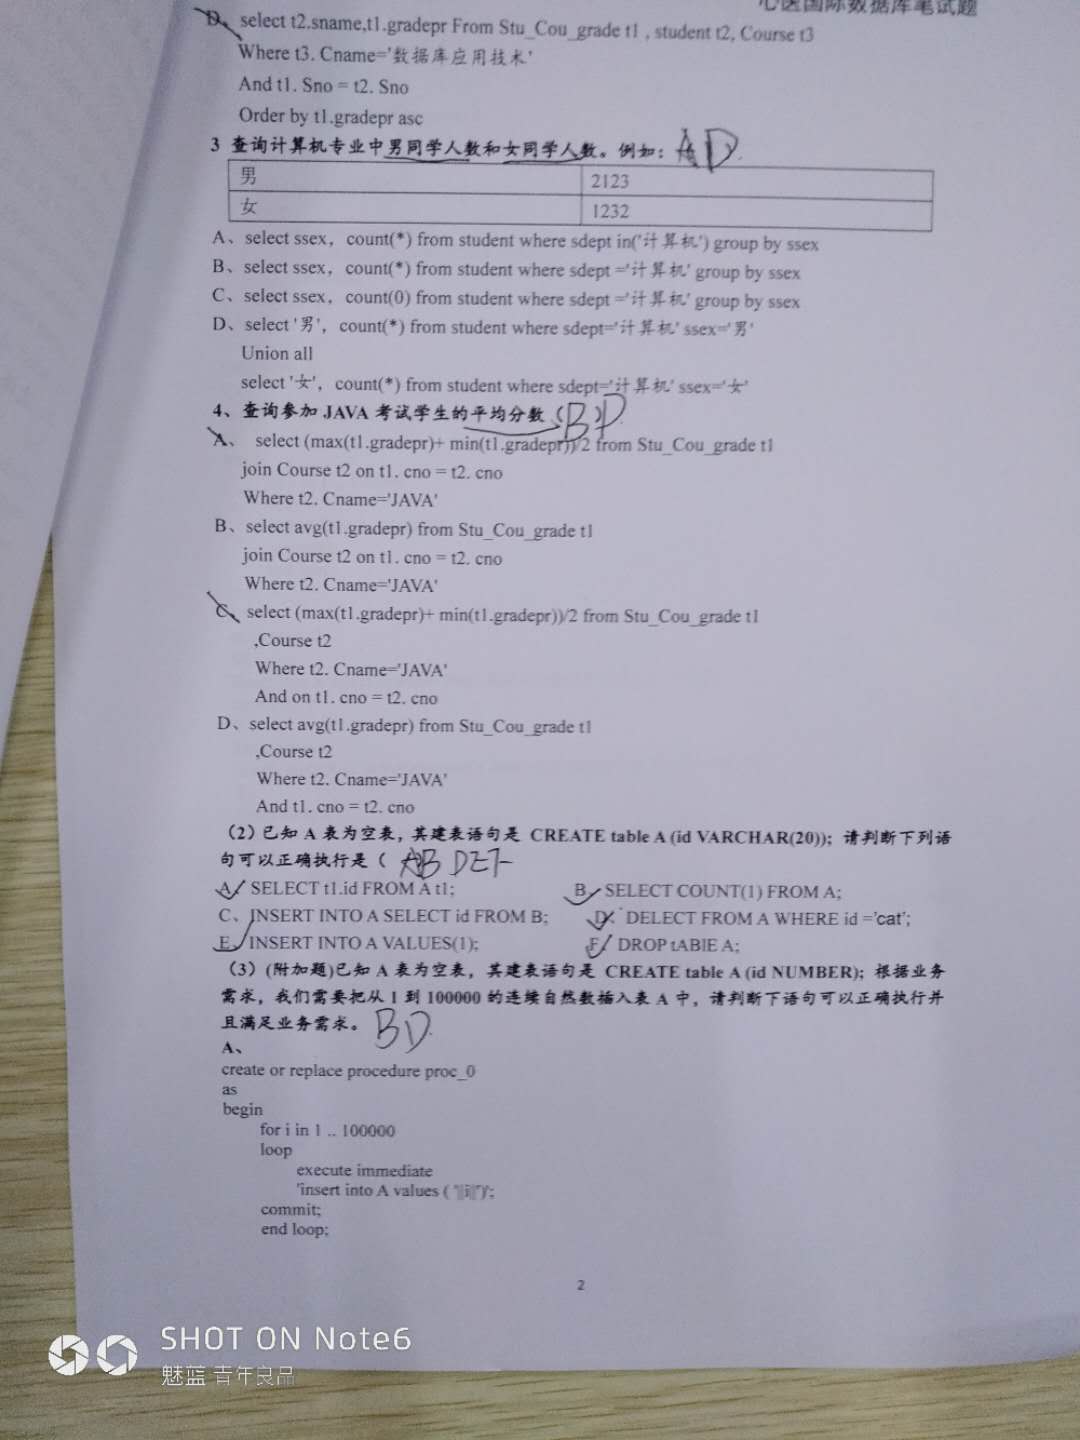 心医国际数据库笔试题
D、select t2.sname,t1.gradepr From Stu_Cou_grade t1 , student t2, Course t3
Where t3. Cname='数据库应用技术'
And t1. Sno = t2. Sno
Order by t1.gradepr asc
3 查询计算机专业中男同学人数和女同学人数。例如： AD
男 2123
女 1232
A、select ssex，count(*) from student where sdept in('计算机') group by ssex
B、select ssex，count(*) from student where sdept ='计算机' group by ssex
C、select ssex，count(0) from student where sdept ='计算机' group by ssex
D、select '男'，count(*) from student where sdept='计算机' ssex='男'
Union all
select '女'，count(*) from student where sdept='计算机' ssex='女'
4、查询参加 JAVA 考试学生的平均分数（B）D
A、 select (max(t1.gradepr)+ min(t1.gradepr))/2 from Stu_Cou_grade t1
join Course t2 on t1. cno = t2. cno
Where t2. Cname='JAVA'
B、select avg(t1.gradepr) from Stu_Cou_grade t1
join Course t2 on t1. cno = t2. cno
Where t2. Cname='JAVA'
C、select (max(t1.gradepr)+ min(t1.gradepr))/2 from Stu_Cou_grade t1
,Course t2
Where t2. Cname='JAVA'
And on t1. cno = t2. cno
D、select avg(t1.gradepr) from Stu_Cou_grade t1
,Course t2
Where t2. Cname='JAVA'
And t1. cno = t2. cno
（2）已知 A 表为空表，其建表语句是 CREATE table A (id VARCHAR(20))；请判断下列语
句可以正确执行是（ AB DEF
A、SELECT t1.id FROM A t1; B、SELECT COUNT(1) FROM A;
C、INSERT INTO A SELECT id FROM B; D、DELECT FROM A WHERE id ='cat';
E、INSERT INTO A VALUES(1); F、DROP tABlE A;
（3）(附加题)已知 A 表为空表，其建表语句是 CREATE table A (id NUMBER)；根据业务
需求，我们需要把从 1 到 100000 的连续自然数插入表 A 中，请判断下语句可以正确执行并
且满足业务需求。 BD
A、
create or replace procedure proc_0
as
begin
for i in 1 .. 100000
loop
execute immediate
'insert into A values ( '||i||')';
commit;
end loop;
2
SHOT ON Note6
魅蓝 青年良品